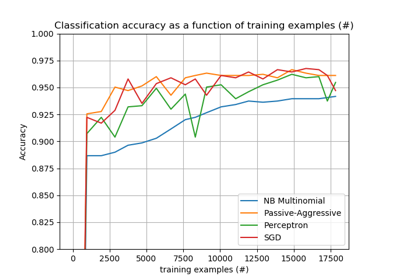 Classification accuracy as a function of training examples (#)
1.000
0.975
0.950
0.925
0.900
0.875
0.850
0.825
0.800
Accuracy
NB Multinomial
Passive-Aggressive
Perceptron
SGD
0 2500 5000 7500 10000 12500 15000 17500
training examples (#)